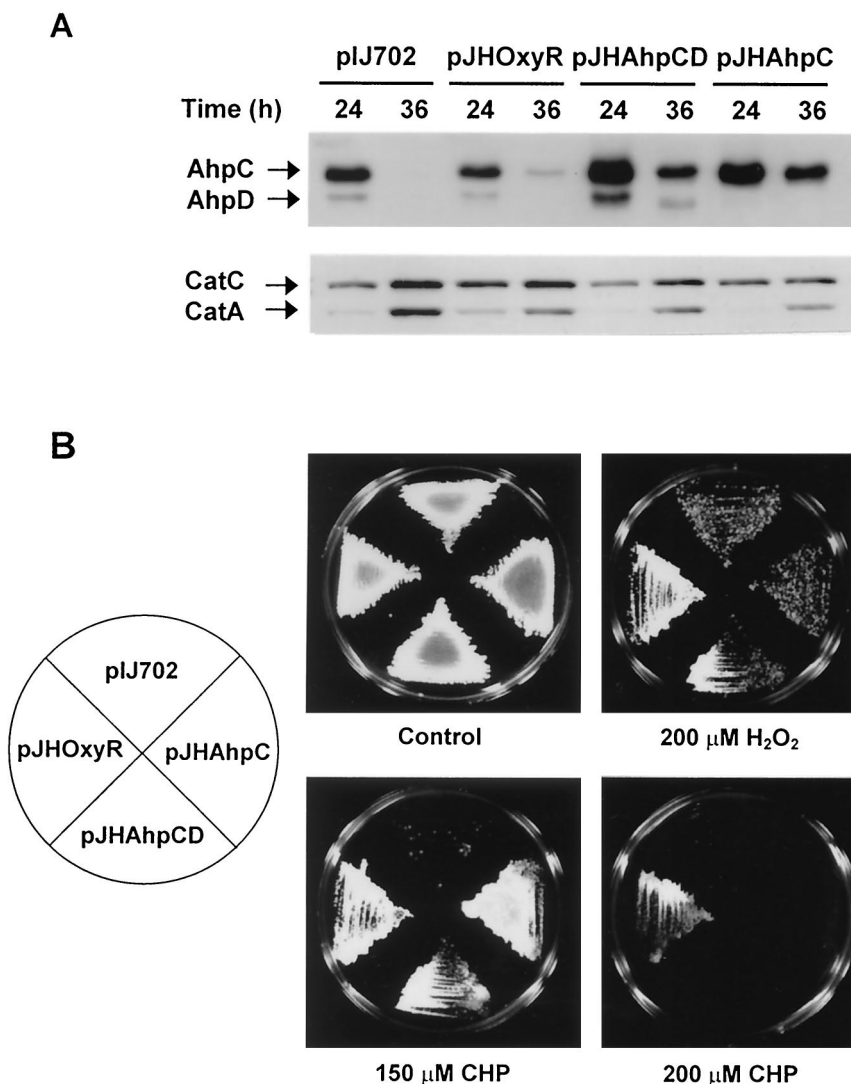 A
pIJ702 pJHOxyR pJHAhpCD pJHAhpC
Time (h) 24 36 24 36 24 36 24 36
AhpC
AhpD
CatC
CatA
B
pIJ702
pJHOxyR pJHAhpC
pJHAhpCD
Control 200 μM H₂O₂
150 μM CHP 200 μM CHP